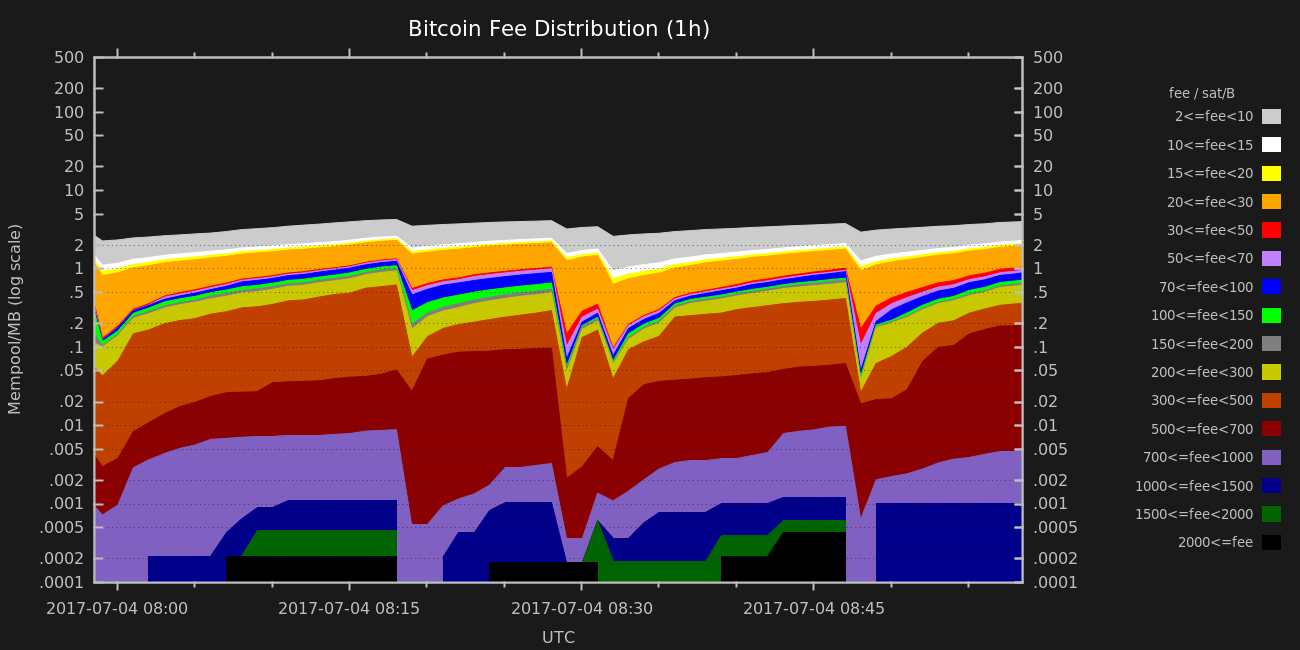 Bitcoin Fee Distribution (1h)
500 500
200 200
100 100
50 50
20 20
10 10
5 5
2 2
1 1
.5 .5
.2 .2
.1 .1
.05 .05
.02 .02
.01 .01
.005 .005
.002 .002
.001 .001
.0005 .0005
.0002 .0002
.0001 .0001
Mempool/MB (log scale)
2017-07-04 08:00 2017-07-04 08:15 2017-07-04 08:30 2017-07-04 08:45
UTC
fee / sat/B
2<=fee<10
10<=fee<15
15<=fee<20
20<=fee<30
30<=fee<50
50<=fee<70
70<=fee<100
100<=fee<150
150<=fee<200
200<=fee<300
300<=fee<500
500<=fee<700
700<=fee<1000
1000<=fee<1500
1500<=fee<2000
2000<=fee